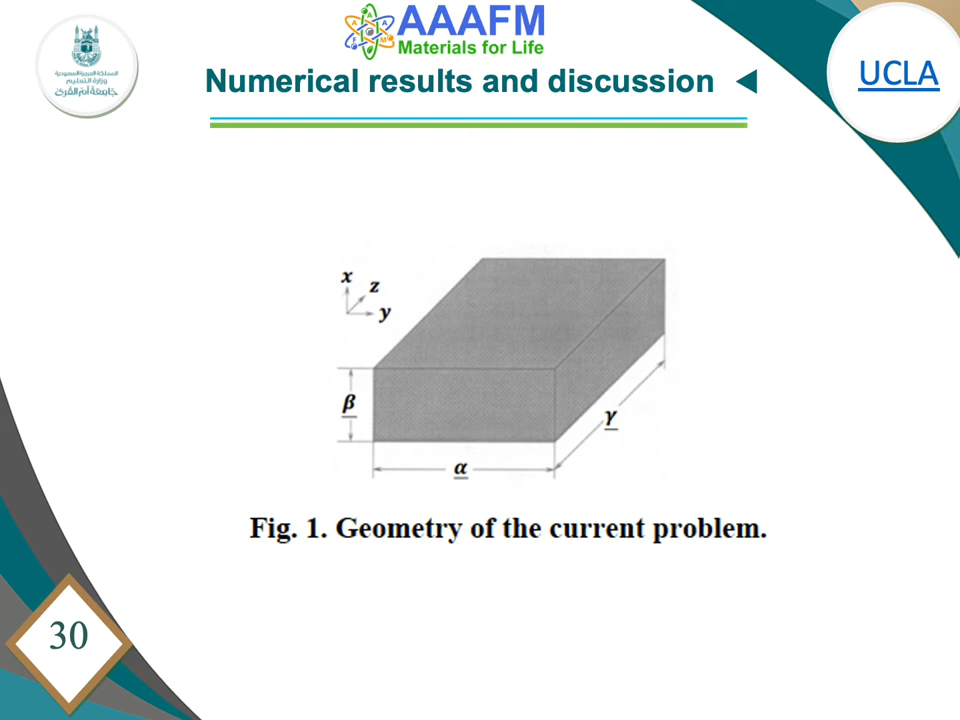 AAAFM
Materials for Life
المملكة العربية السعودية
وزارة التعليم
جامعة أم القرى
Numerical results and discussion
UCLA
x
z
y
β
γ
α
Fig. 1. Geometry of the current problem.
30